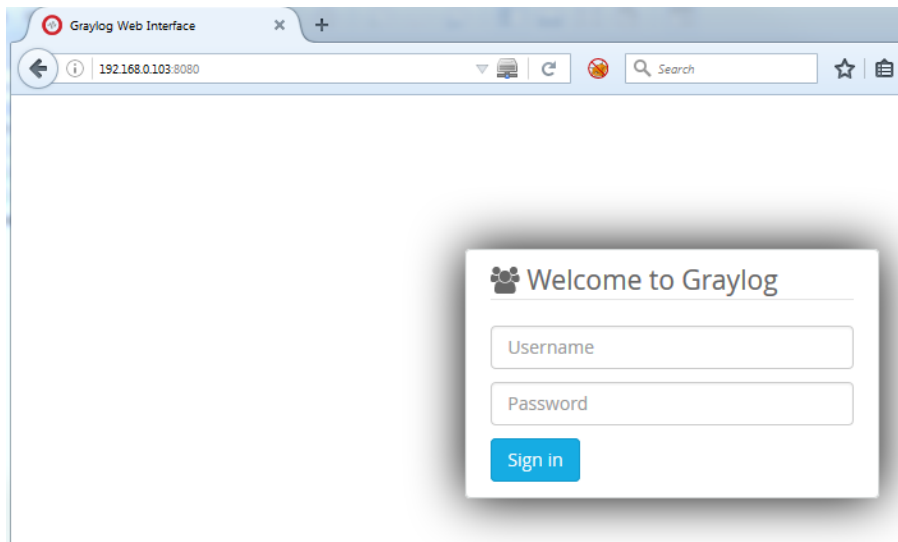 Graylog Web Interface
192.168.0.103:8080
Search
Welcome to Graylog
Username
Password
Sign in